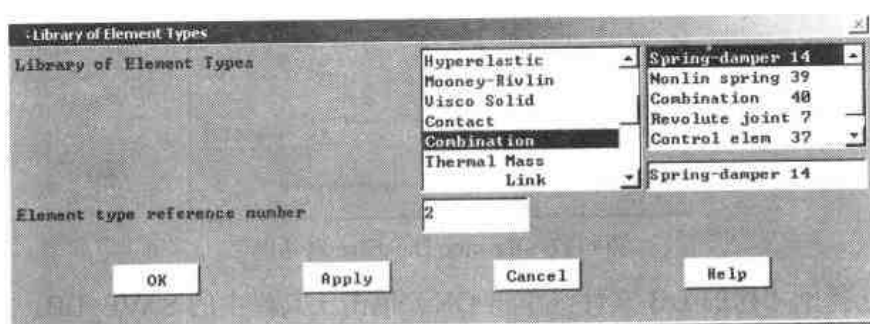 Library of Element Types
Library of Element Types
Hyperelastic
Mooney-Rivlin
Visco Solid
Contact
Combination
Thermal Mass
Link
Spring-damper 14
Nonlin spring 39
Combination 40
Revolute joint 7
Control elem 37
Spring-damper 14
Element type reference number
2
OK
Apply
Cancel
Help